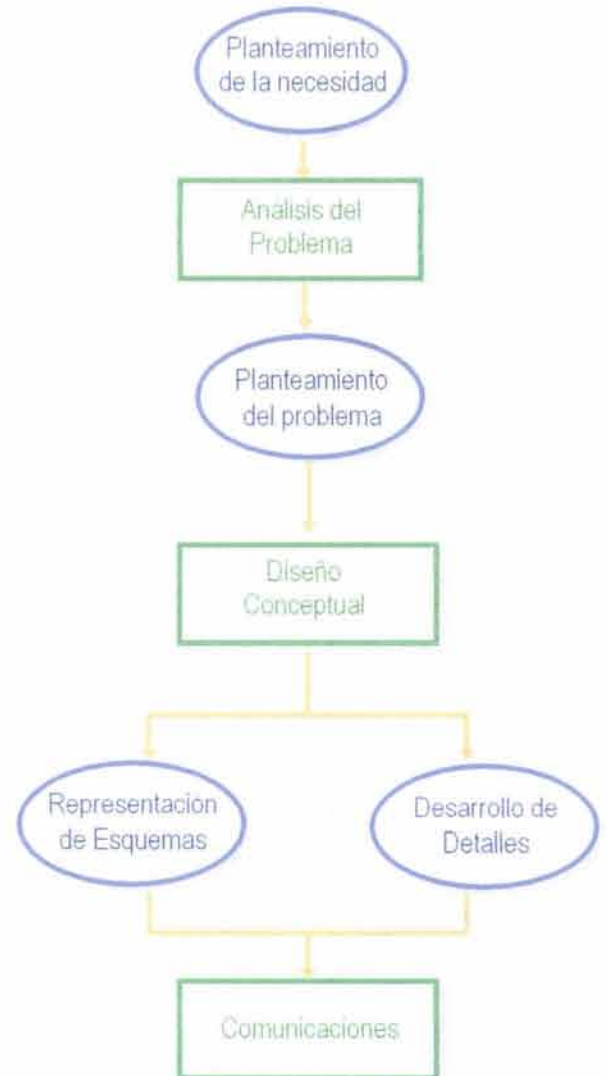 Planteamiento
de la necesidad
Análisis del
Problema
Planteamiento
del problema
Diseño
Conceptual
Representación
de Esquemas
Desarrollo de
Detalles
Comunicaciones